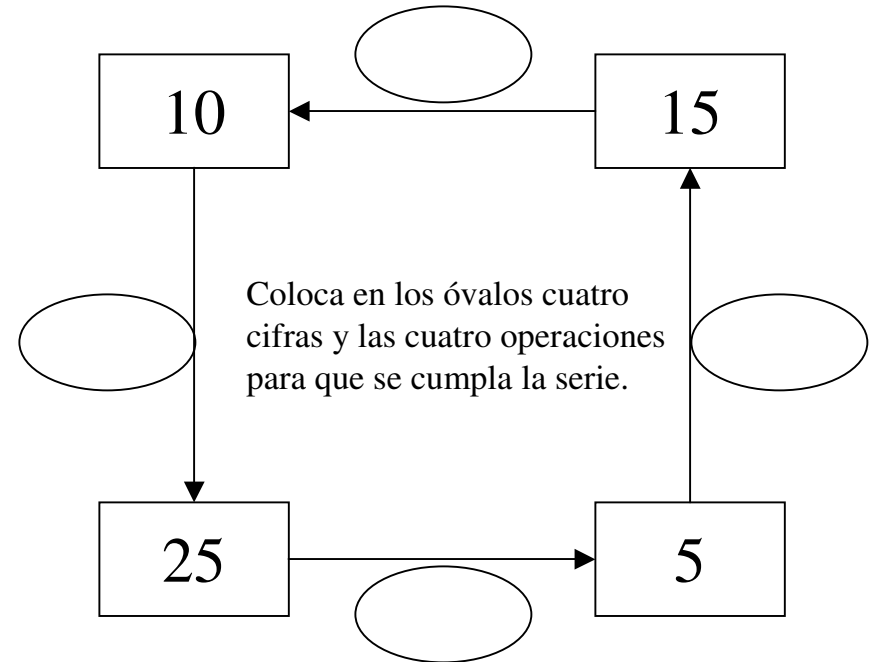 10
15
Coloca en los óvalos cuatro
cifras y las cuatro operaciones
para que se cumpla la serie.
25
5